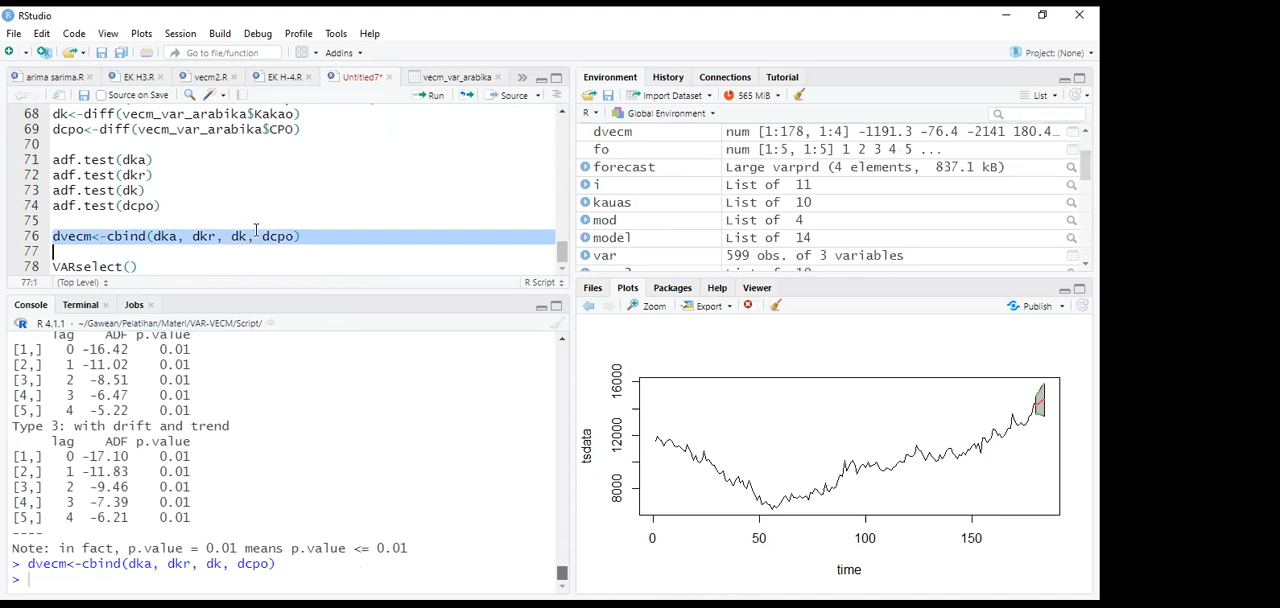 RStudio
File Edit Code View Plots Session Build Debug Profile Tools Help
Go to file/function Addins Project: (None)
arima sarima.R EK H3.R vecm2.R EK H-4.R Untitled7* vecm_var_arabika
Source on Save Run Source
68 dk<-diff(vecm_var_arabika$Kakao)
69 dcpo<-diff(vecm_var_arabika$CPO)
70
71 adf.test(dka)
72 adf.test(dkr)
73 adf.test(dk)
74 adf.test(dcpo)
75
76 dvecm<-cbind(dka, dkr, dk, dcpo)
77
78 VARselect()
77:1 (Top Level) R Script
Console Terminal Jobs
R 4.1.1 · ~/Gawean/Pelatihan/Materi/VAR-VECM/Script/
lag ADF p.value
[1,] 0 -16.42 0.01
[2,] 1 -11.02 0.01
[3,] 2 -8.51 0.01
[4,] 3 -6.47 0.01
[5,] 4 -5.22 0.01
Type 3: with drift and trend
lag ADF p.value
[1,] 0 -17.10 0.01
[2,] 1 -11.83 0.01
[3,] 2 -9.46 0.01
[4,] 3 -7.39 0.01
[5,] 4 -6.21 0.01
----
Note: in fact, p.value = 0.01 means p.value <= 0.01
> dvecm<-cbind(dka, dkr, dk, dcpo)
>
Environment History Connections Tutorial
Import Dataset 565 MiB List
R Global Environment
dvecm num [1:178, 1:4] -1191.3 -76.4 -2141 180.4…
fo num [1:5, 1:5] 1 2 3 4 5 ...
forecast Large varprd (4 elements, 837.1 kB)
i List of 11
kauas List of 10
mod List of 4
model List of 14
var 599 obs. of 3 variables
Files Plots Packages Help Viewer
Zoom Export Publish
tsdata
16000
12000
8000
0 50 100 150
time